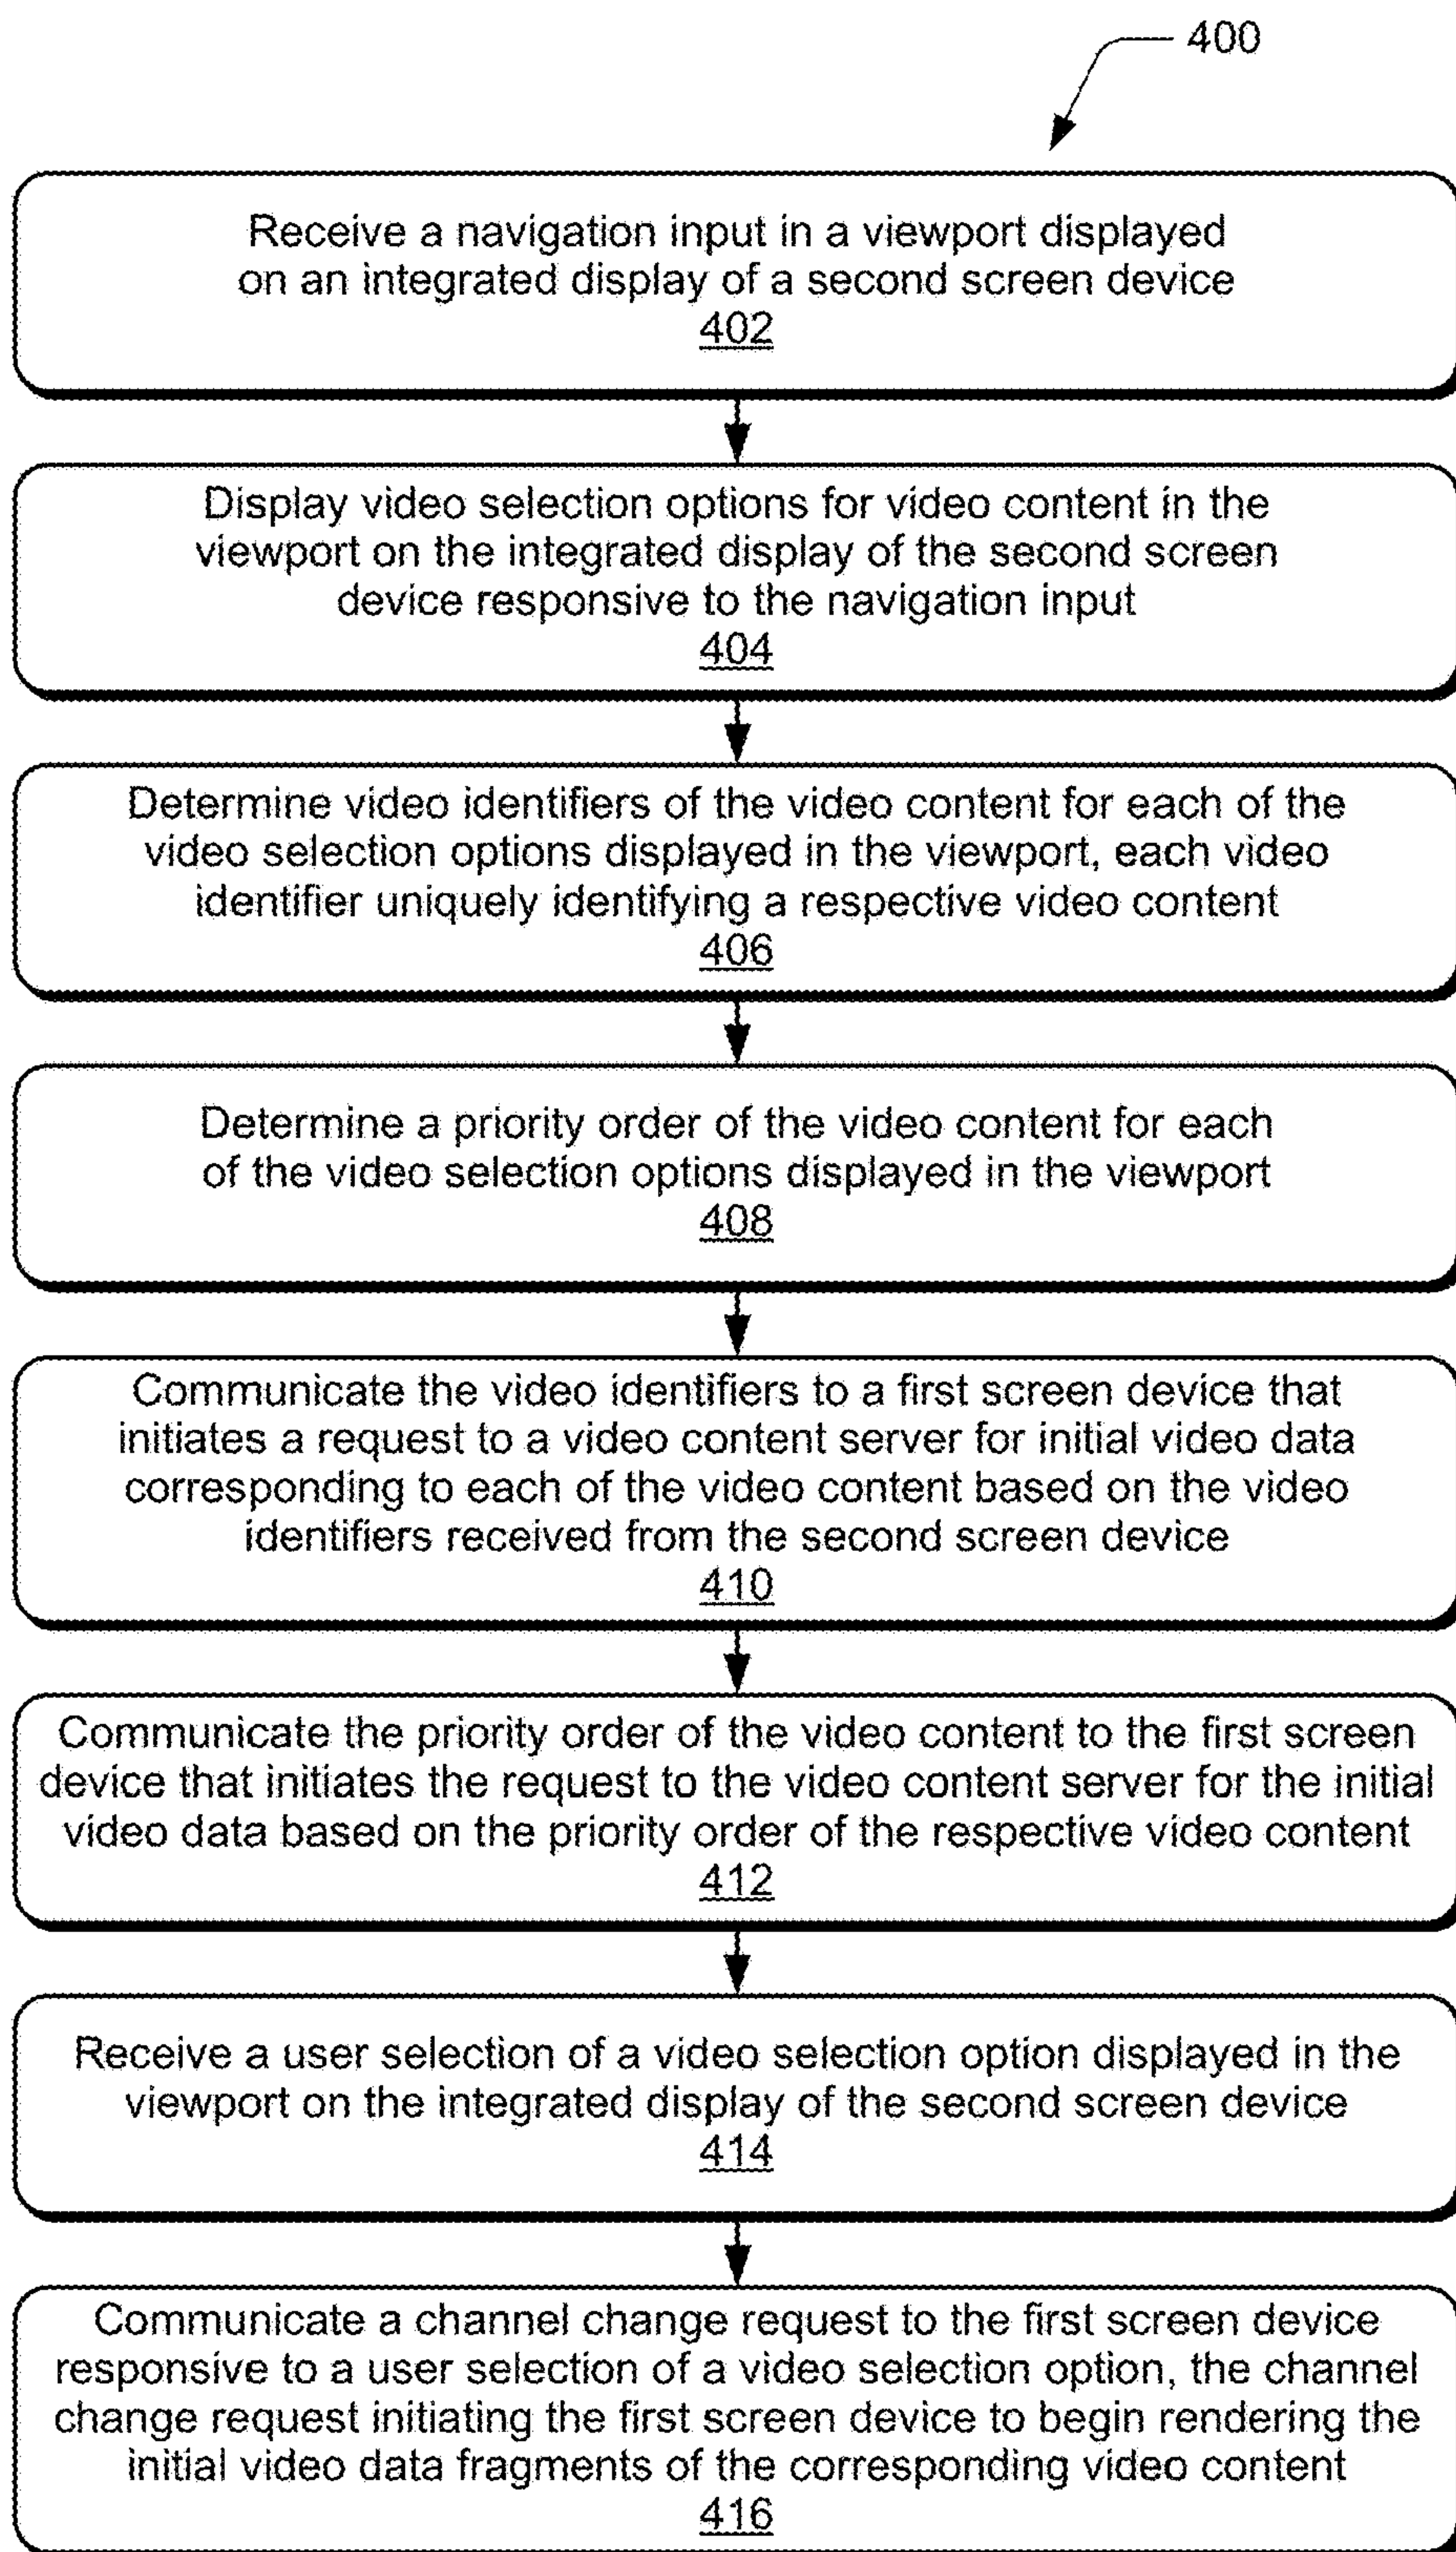 400
Receive a navigation input in a viewport displayed
on an integrated display of a second screen device
402
Display video selection options for video content in the
viewport on the integrated display of the second screen
device responsive to the navigation input
404
Determine video identifiers of the video content for each of the
video selection options displayed in the viewport, each video
identifier uniquely identifying a respective video content
406
Determine a priority order of the video content for each
of the video selection options displayed in the viewport
408
Communicate the video identifiers to a first screen device that
initiates a request to a video content server for initial video data
corresponding to each of the video content based on the video
identifiers received from the second screen device
410
Communicate the priority order of the video content to the first screen
device that initiates the request to the video content server for the initial
video data based on the priority order of the respective video content
412
Receive a user selection of a video selection option displayed in the
viewport on the integrated display of the second screen device
414
Communicate a channel change request to the first screen device
responsive to a user selection of a video selection option, the channel
change request initiating the first screen device to begin rendering the
initial video data fragments of the corresponding video content
416